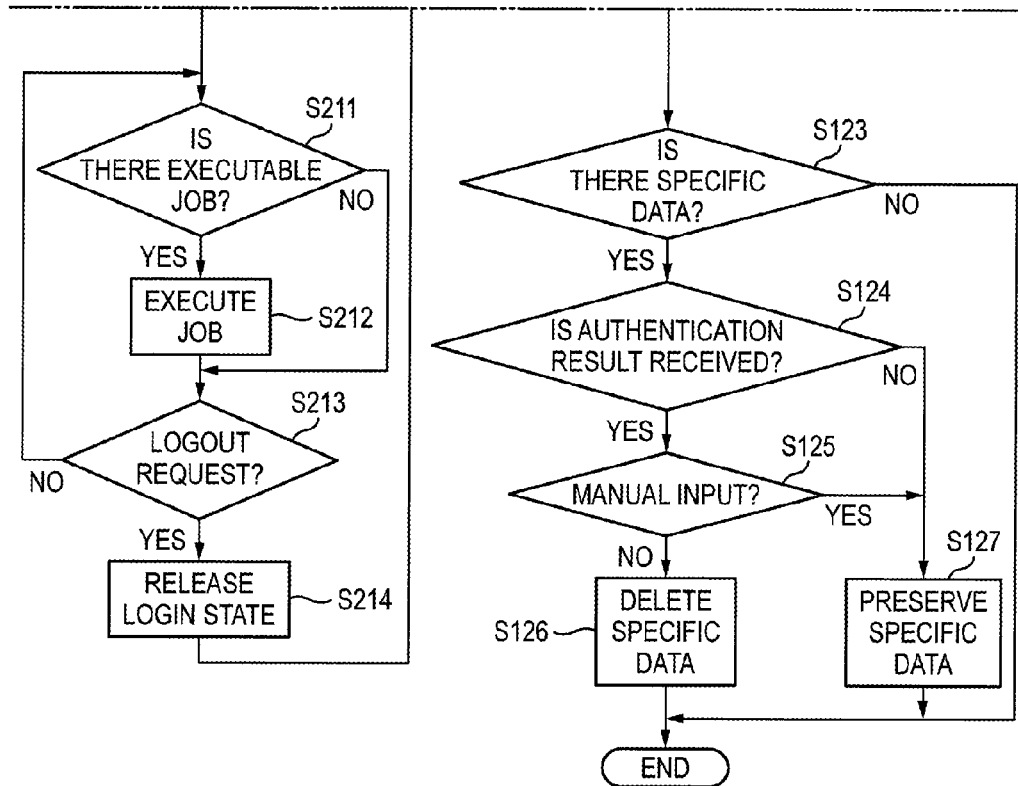 S211
IS
THERE EXECUTABLE
JOB?
NO
YES
EXECUTE
JOB
S212
S213
LOGOUT
REQUEST?
NO
YES
RELEASE
LOGIN STATE
S214
S123
IS
THERE SPECIFIC
DATA?
NO
YES
S124
IS AUTHENTICATION
RESULT RECEIVED?
NO
YES
S125
MANUAL INPUT?
YES
NO
S126
DELETE
SPECIFIC
DATA
S127
PRESERVE
SPECIFIC
DATA
END